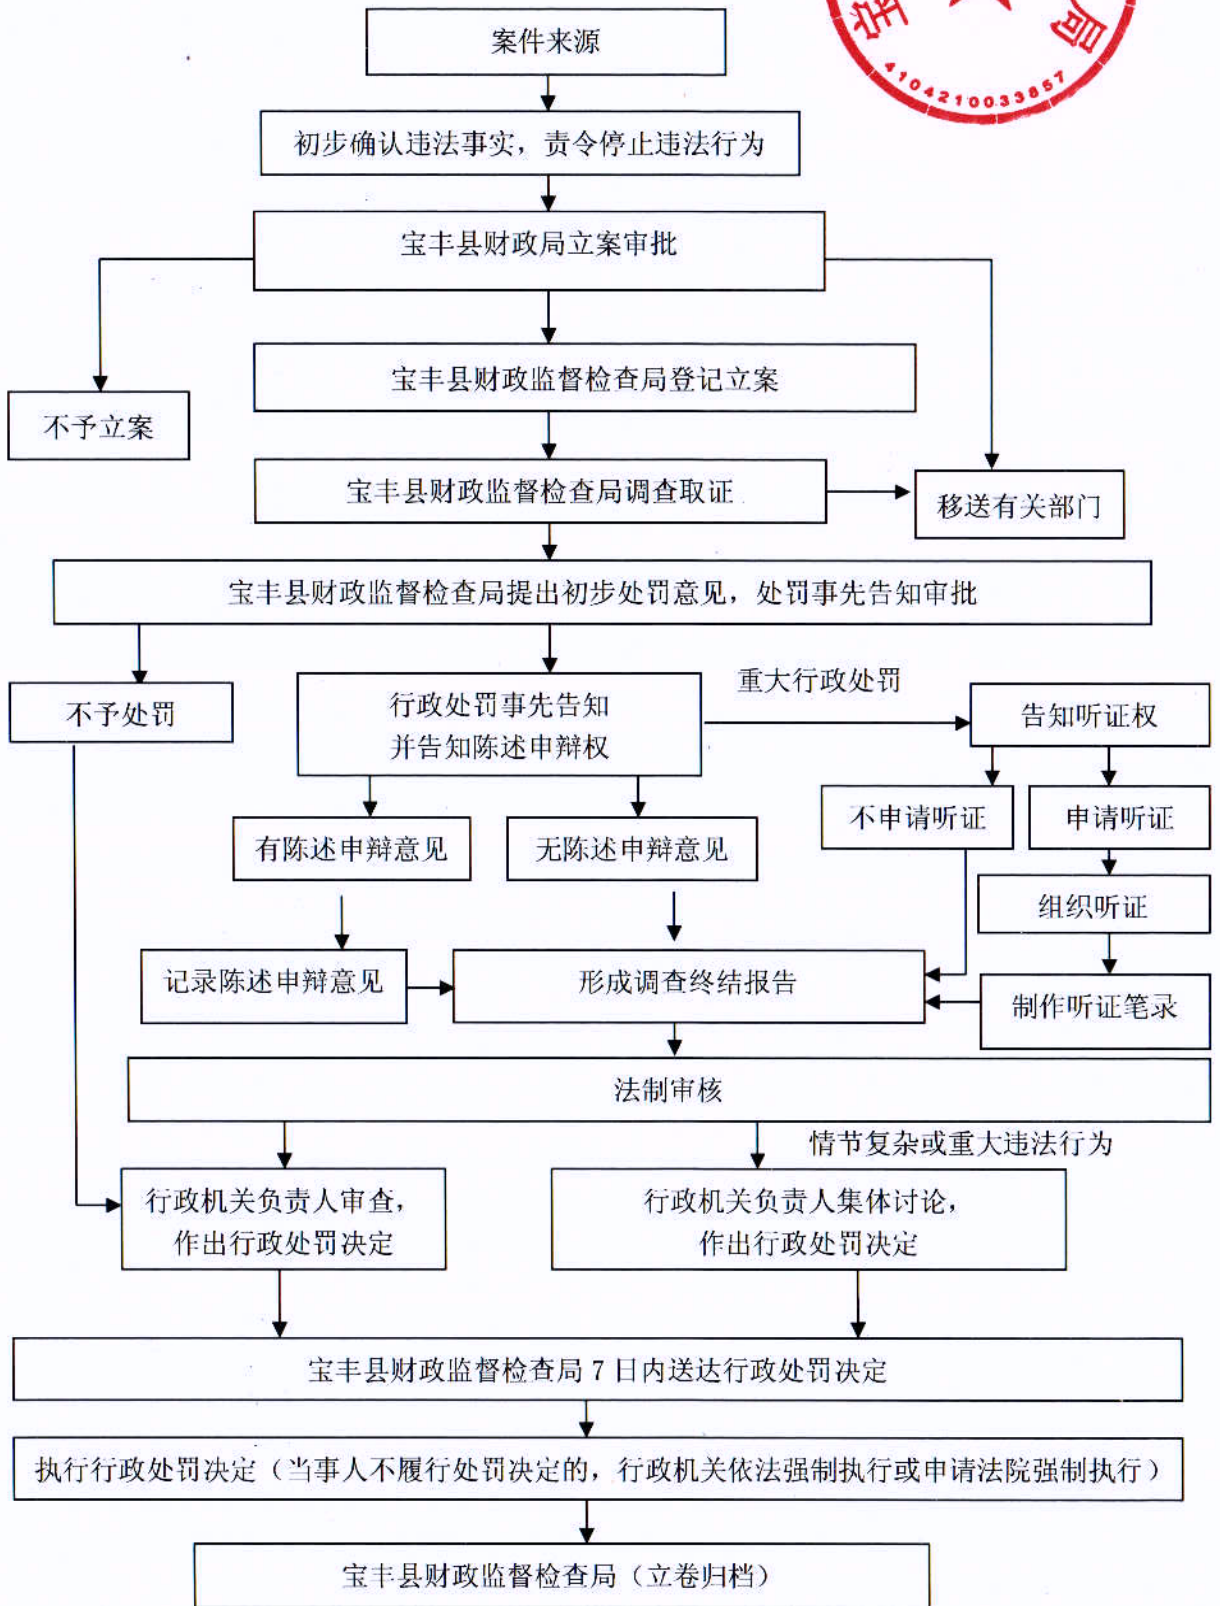 宝
局
4104210033857
案件来源
初步确认违法事实，责令停止违法行为
宝丰县财政局立案审批
宝丰县财政监督检查局登记立案
不予立案
宝丰县财政监督检查局调查取证
移送有关部门
宝丰县财政监督检查局提出初步处罚意见，处罚事先告知审批
重大行政处罚
不予处罚
行政处罚事先告知
并告知陈述申辩权
告知听证权
不申请听证
申请听证
有陈述申辩意见
无陈述申辩意见
组织听证
记录陈述申辩意见
形成调查终结报告
制作听证笔录
法制审核
情节复杂或重大违法行为
行政机关负责人审查，
作出行政处罚决定
行政机关负责人集体讨论，
作出行政处罚决定
宝丰县财政监督检查局 7 日内送达行政处罚决定
执行行政处罚决定（当事人不履行处罚决定的，行政机关依法强制执行或申请法院强制执行）
宝丰县财政监督检查局（立卷归档）